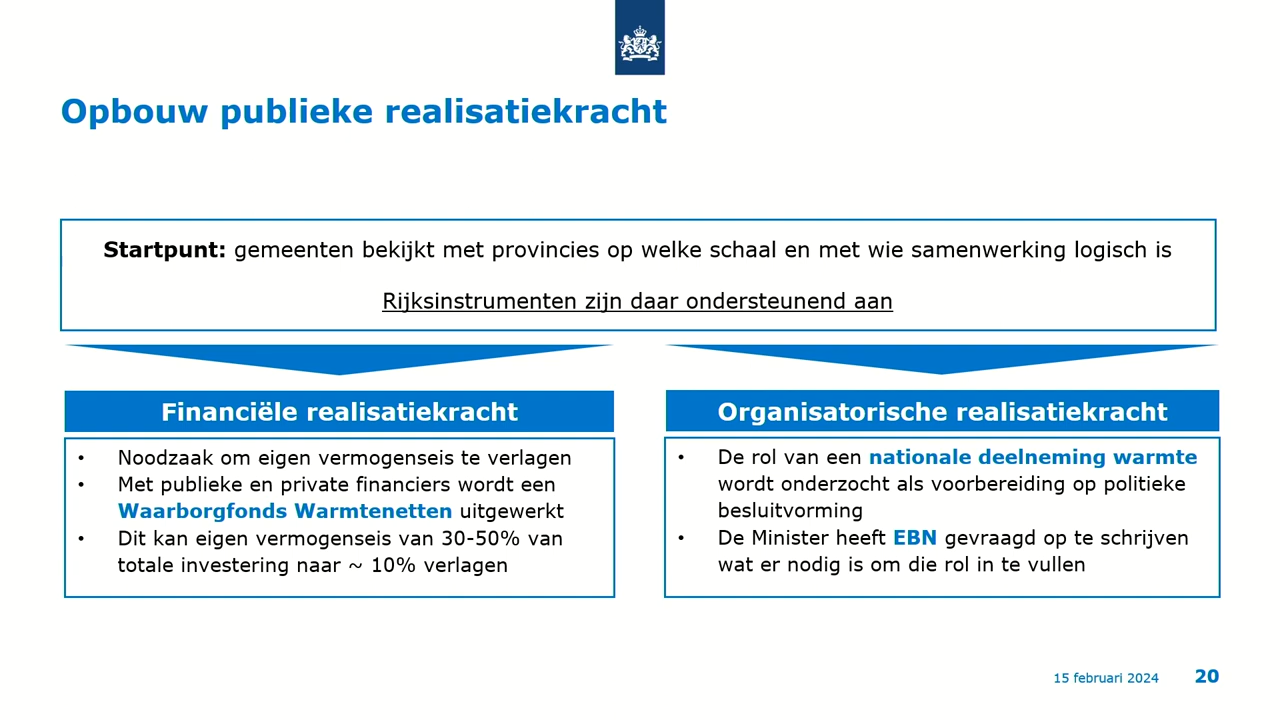 Opbouw publieke realisatiekracht
Startpunt: gemeenten bekijkt met provincies op welke schaal en met wie samenwerking logisch is
Rijksinstrumenten zijn daar ondersteunend aan
Financiële realisatiekracht
• Noodzaak om eigen vermogenseis te verlagen
• Met publieke en private financiers wordt een
Waarborgfonds Warmtenetten uitgewerkt
• Dit kan eigen vermogenseis van 30-50% van
totale investering naar ~ 10% verlagen
Organisatorische realisatiekracht
• De rol van een nationale deelneming warmte
wordt onderzocht als voorbereiding op politieke
besluitvorming
• De Minister heeft EBN gevraagd op te schrijven
wat er nodig is om die rol in te vullen
15 februari 2024
20